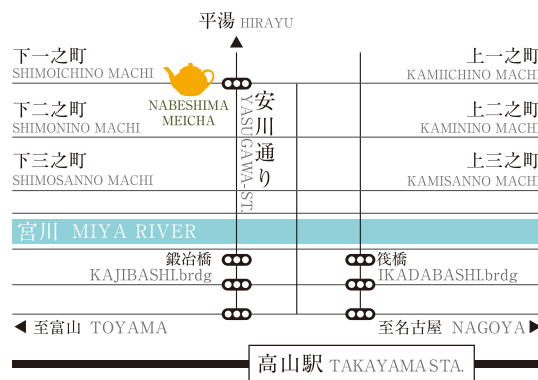 平湯 HIRAYU
下一之町
SHIMOICHINO MACHI
上一之町
KAMIICHINO MACHI
NABESHIMA
MEICHA
安川通り
YASUGAWA-ST.
下二之町
SHIMONINO MACHI
上二之町
KAMININO MACHI
下三之町
SHIMOSANNO MACHI
上三之町
KAMISANNO MACHI
宮川 MIYA RIVER
鍛冶橋
KAJIBASHI.brdg
筏橋
IKADABASHI.brdg
至富山 TOYAMA
至名古屋 NAGOYA
高山駅 TAKAYAMA STA.